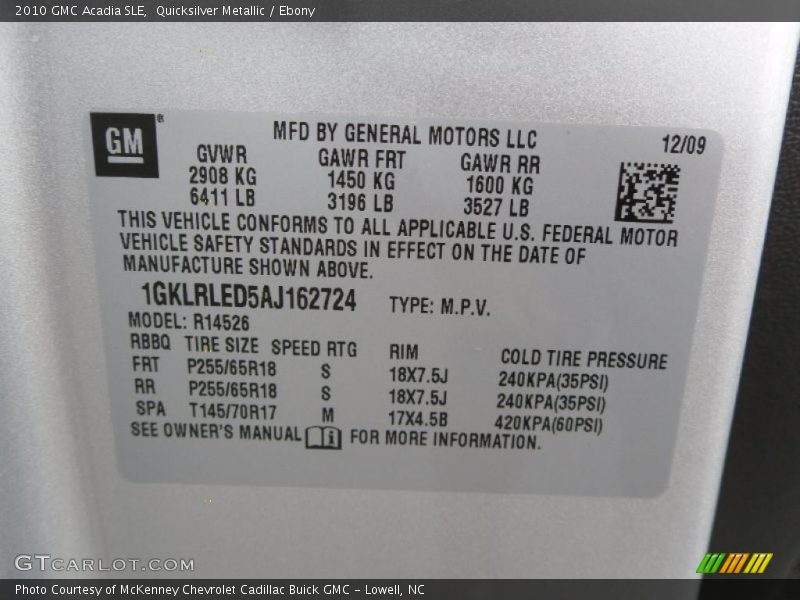 2010 GMC Acadia SLE, Quicksilver Metallic / Ebony
GM®
MFD BY GENERAL MOTORS LLC 12/09
GVWR GAWR FRT GAWR RR
2908 KG 1450 KG 1600 KG
6411 LB 3196 LB 3527 LB
THIS VEHICLE CONFORMS TO ALL APPLICABLE U.S. FEDERAL MOTOR
VEHICLE SAFETY STANDARDS IN EFFECT ON THE DATE OF
MANUFACTURE SHOWN ABOVE.
1GKLRLED5AJ162724 TYPE: M.P.V.
MODEL: R14526
RBBQ TIRE SIZE SPEED RTG RIM COLD TIRE PRESSURE
FRT P255/65R18 S 18X7.5J 240KPA(35PSI)
RR P255/65R18 S 18X7.5J 240KPA(35PSI)
SPA T145/70R17 M 17X4.5B 420KPA(60PSI)
SEE OWNER'S MANUAL i FOR MORE INFORMATION.
GTCARLOT.COM
Photo Courtesy of McKenney Chevrolet Cadillac Buick GMC - Lowell, NC